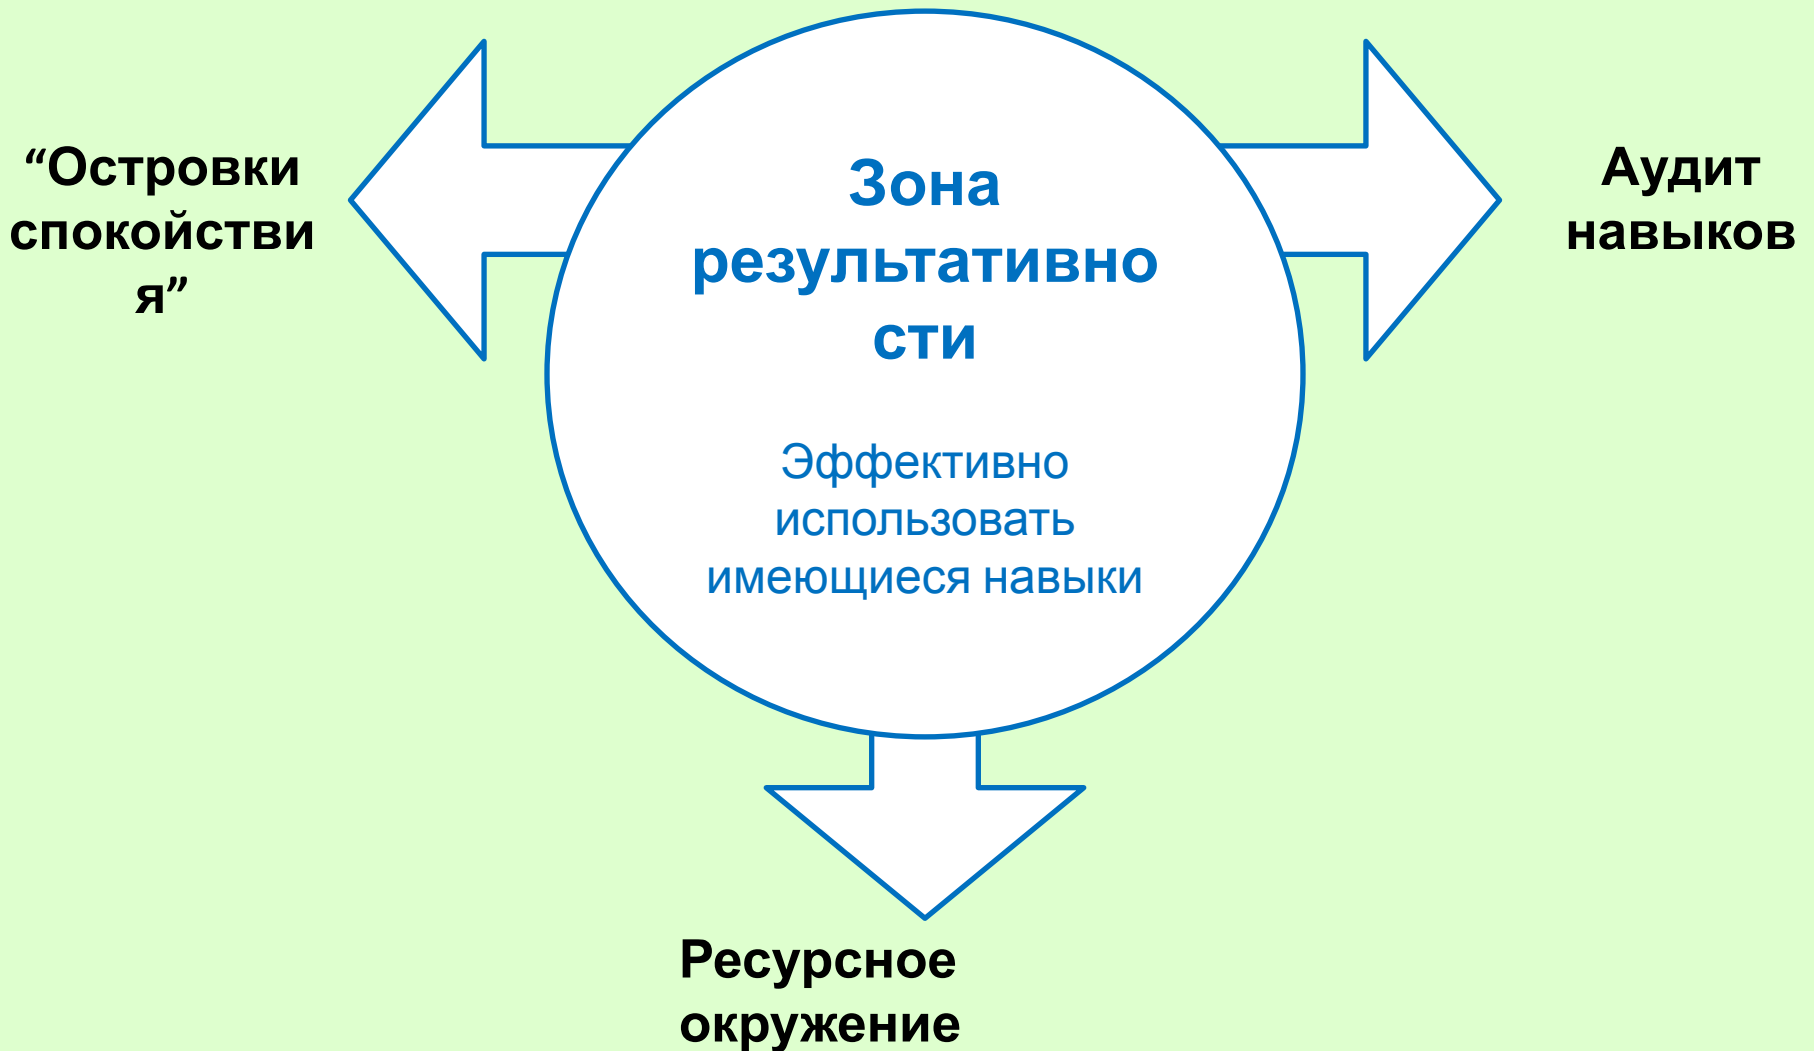 “Островки
спокойстви
я”
Зона
результативно
сти
Эффективно
использовать
имеющиеся навыки
Аудит
навыков
Ресурсное
окружение